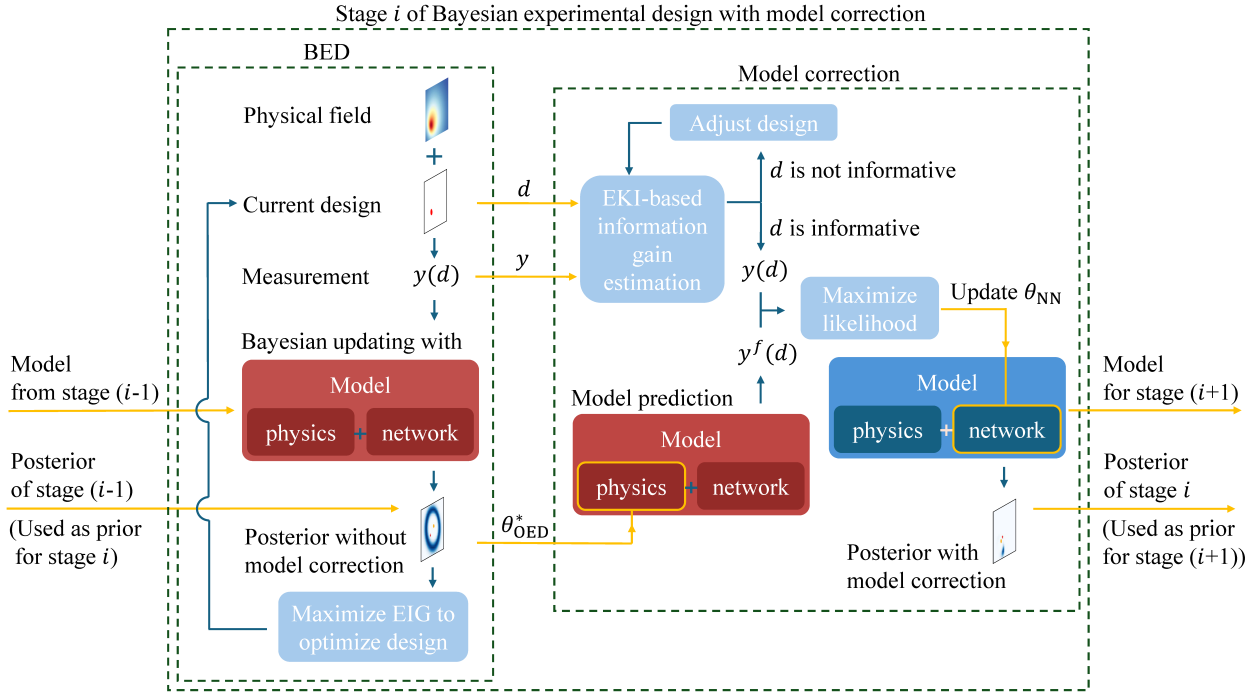 Stage i of Bayesian experimental design with model correction
BED
Physical field
+
Current design
Measurement
y(d)
Bayesian updating with
Model
physics + network
Posterior without
model correction
Maximize EIG to
optimize design
Model
from stage (i-1)
Posterior
of stage (i-1)
(Used as prior
for stage i)
d
y
θ*OED
Model correction
Adjust design
EKI-based
information
gain
estimation
d is not informative
d is informative
y(d)
yᶠ(d)
Maximize
likelihood
Update θNN
Model prediction
Model
physics + network
Model
physics + network
Posterior with
model correction
Model
for stage (i+1)
Posterior
of stage i
(Used as prior
for stage (i+1))